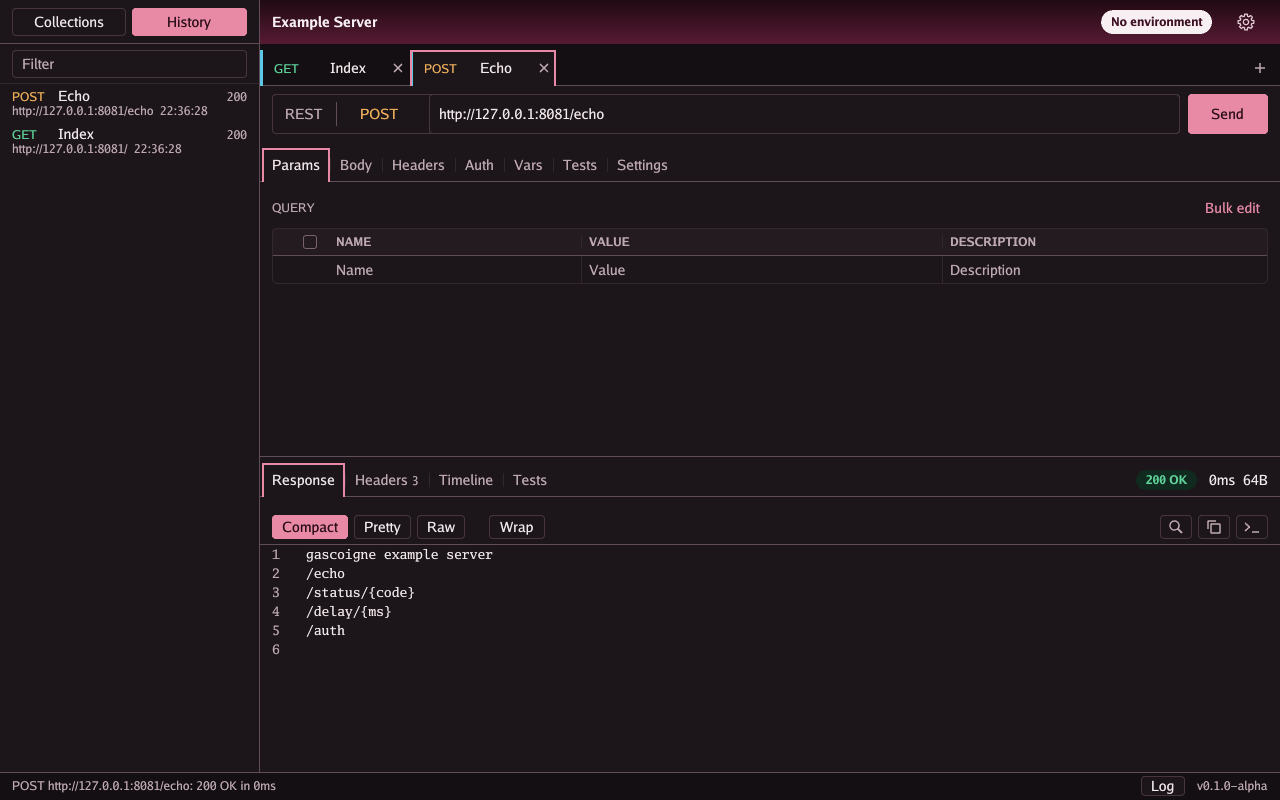 Collections History
Example Server No environment
Filter
POST Echo 200
http://127.0.0.1:8081/echo 22:36:28
GET Index 200
http://127.0.0.1:8081/ 22:36:28
GET Index POST Echo
REST POST http://127.0.0.1:8081/echo Send
Params Body Headers Auth Vars Tests Settings
QUERY Bulk edit
NAME VALUE DESCRIPTION
Name Value Description
Response Headers 3 Timeline Tests 200 OK 0ms 64B
Compact Pretty Raw Wrap
1 gascoigne example server
2 /echo
3 /status/{code}
4 /delay/{ms}
5 /auth
6
POST http://127.0.0.1:8081/echo: 200 OK in 0ms Log v0.1.0-alpha